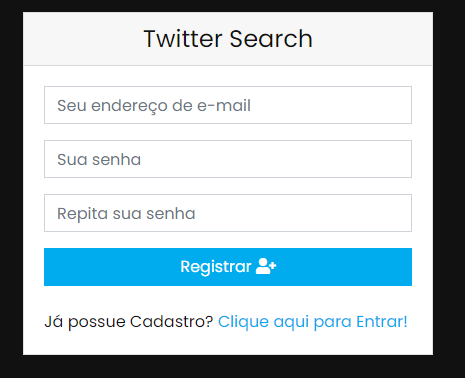 Twitter Search
Seu endereço de e-mail
Sua senha
Repita sua senha
Registrar
Já possue Cadastro? Clique aqui para Entrar!